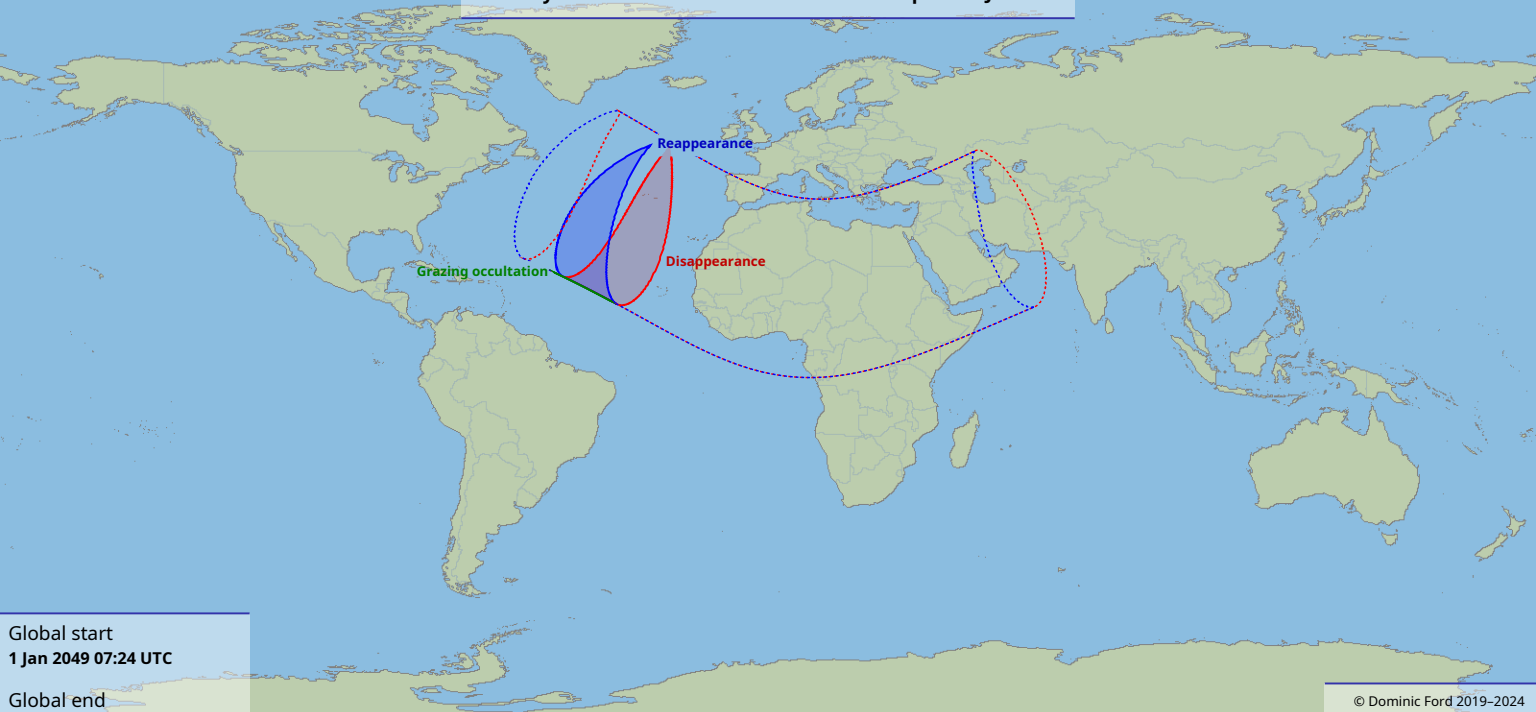 Reappearance
Disappearance
Grazing occultation
Global start
1 Jan 2049 07:24 UTC
Global end
© Dominic Ford 2019–2024